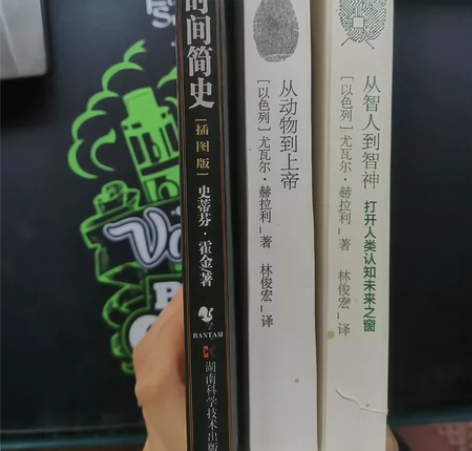 时间简史
[插图版]
史蒂芬·霍金/著
BANTAM
湖南科学技术出版
从动物到上帝
[以色列]尤瓦尔·赫拉利 著
林俊宏 译
从智人到智神
打开人类认知未来之窗
[以色列]尤瓦尔·赫拉利 著
林俊宏 译